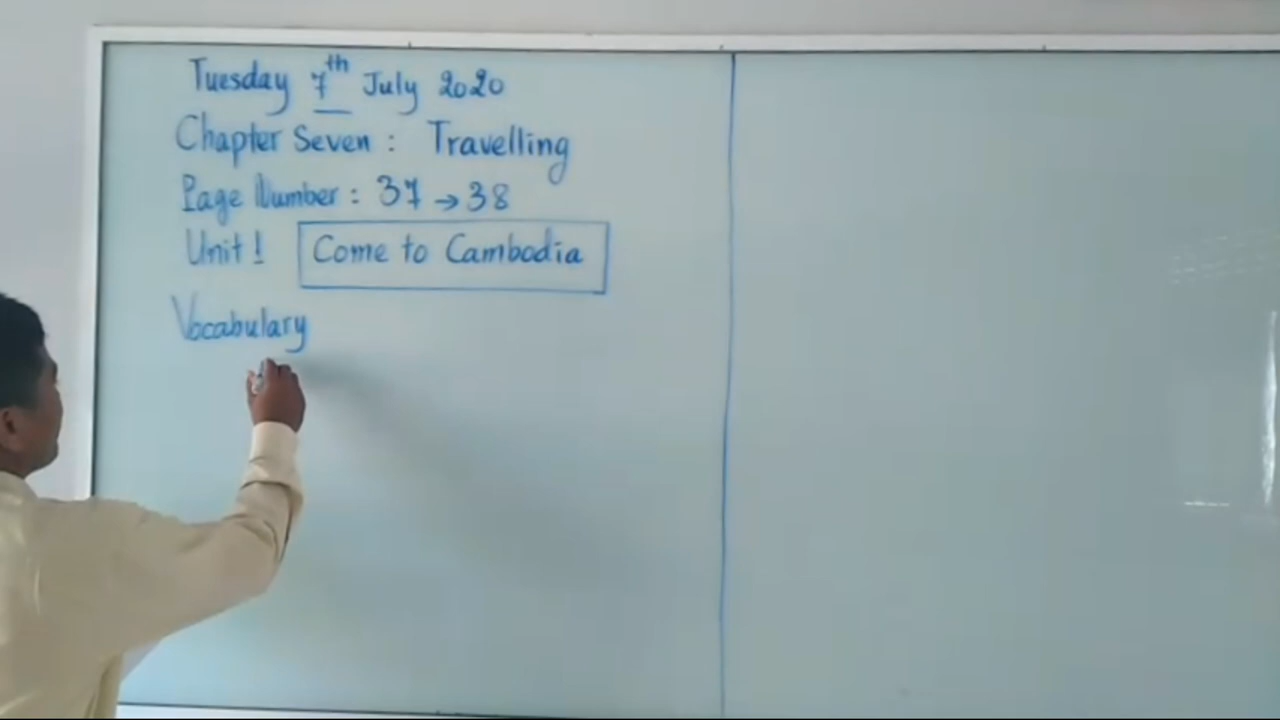 Tuesday 7th July 2020
Chapter Seven : Travelling
Page Number : 37 → 38
Unit 1 Come to Cambodia
Vocabulary